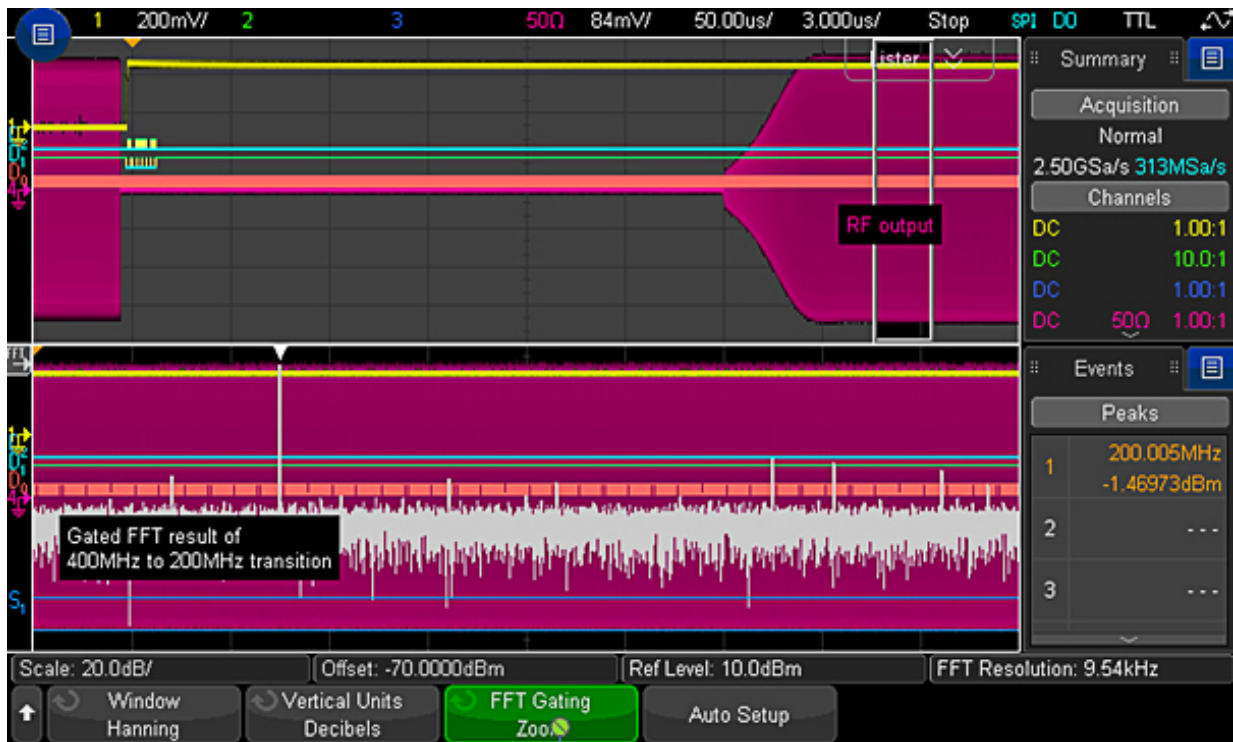 1 200mV/ 2 3 50Ω 84mV/ 50.00us/ 3.000us/ Stop SPI D0 TTL
Lister
Summary
Acquisition
Normal
2.50GSa/s 313MSa/s
Channels
DC 1.00:1
DC 10.0:1
DC 1.00:1
DC 50Ω 1.00:1
RF output
FFT
Events
Peaks
1 200.005MHz
-1.46973dBm
2 ---
3 ---
Gated FFT result of
400MHz to 200MHz transition
S1
Scale: 20.0dB/ Offset: -70.0000dBm Ref Level: 10.0dBm FFT Resolution: 9.54kHz
Window
Hanning
Vertical Units
Decibels
FFT Gating
Zoom
Auto Setup